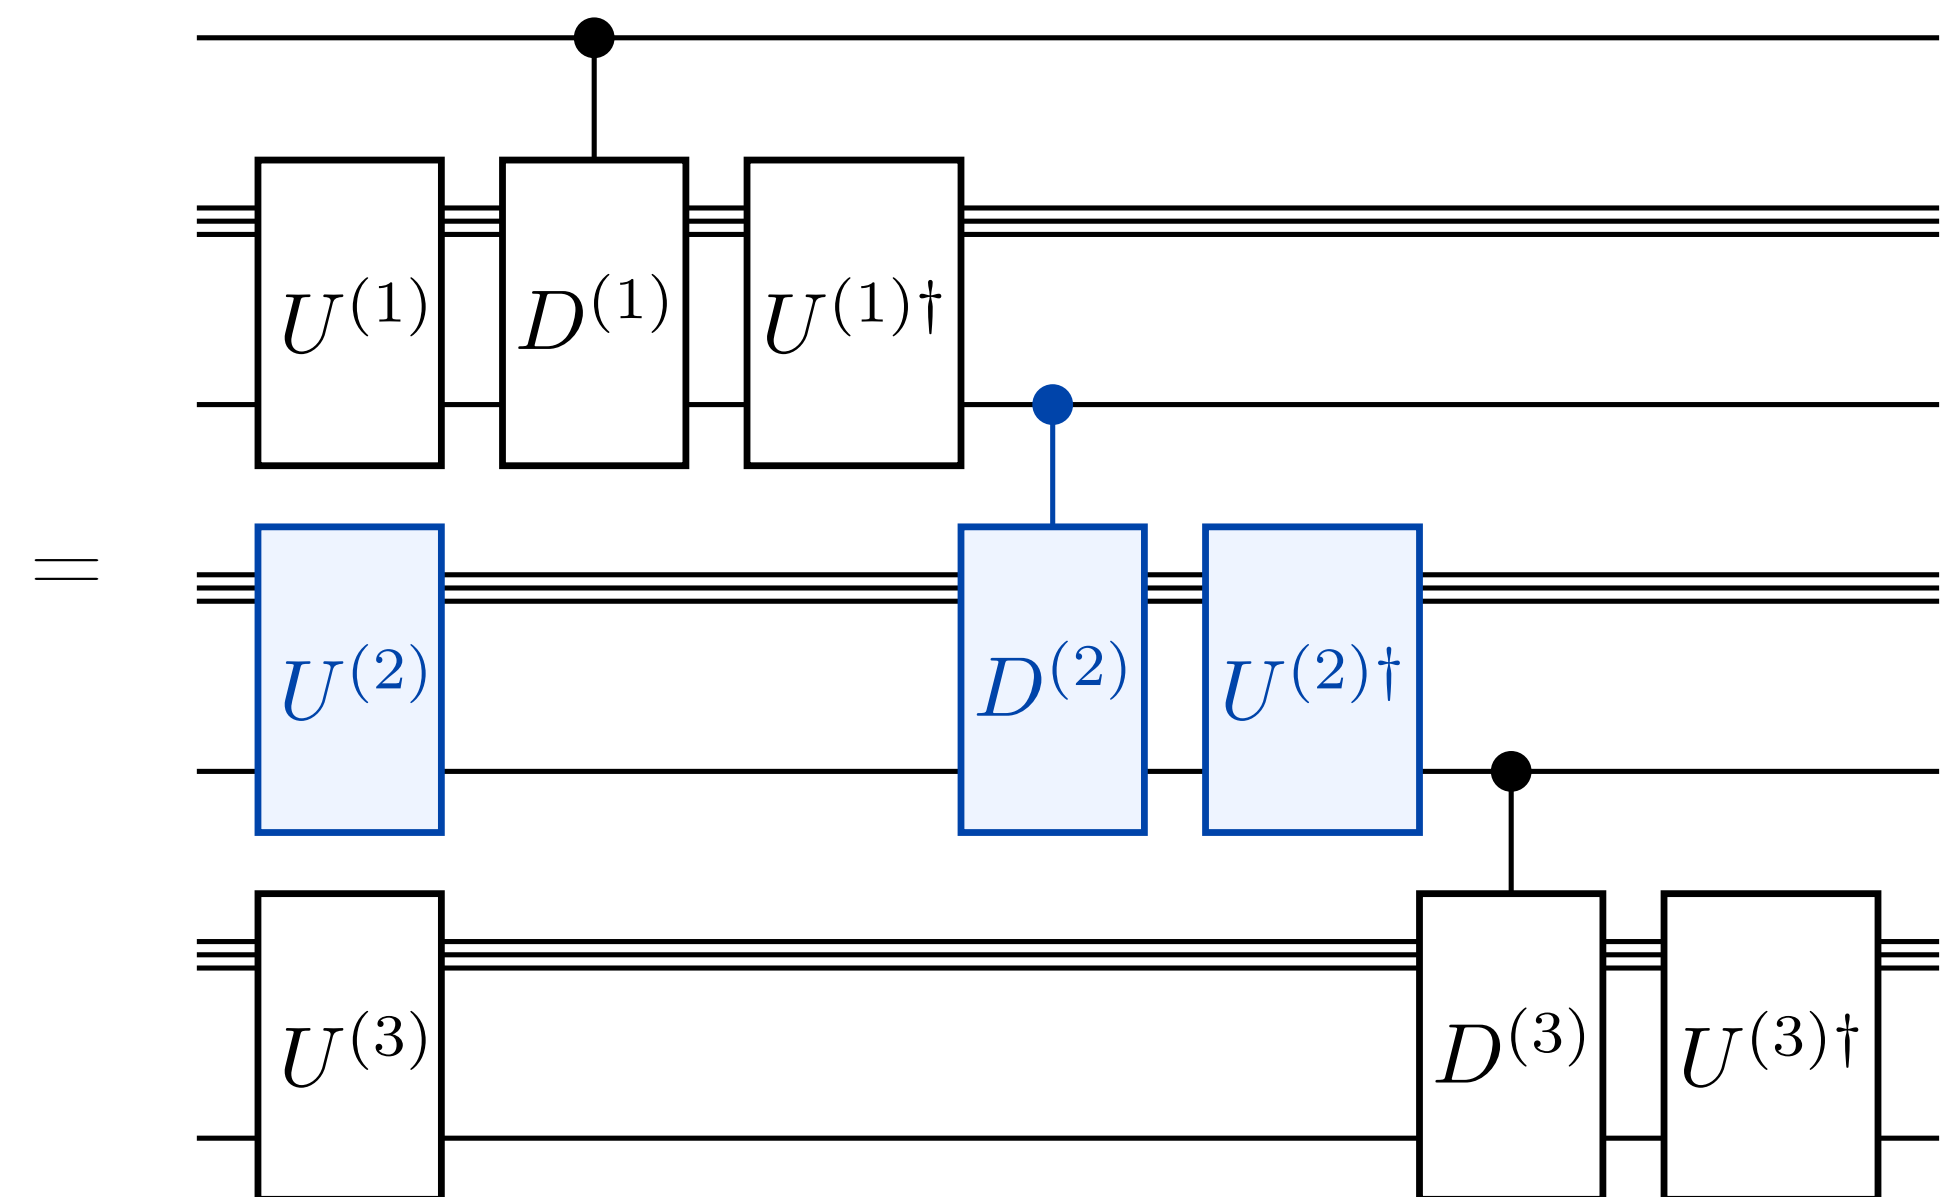 U^{(1)} D^{(1)} U^{(1)†}
=
U^{(2)} D^{(2)} U^{(2)†}
U^{(3)} D^{(3)} U^{(3)†}